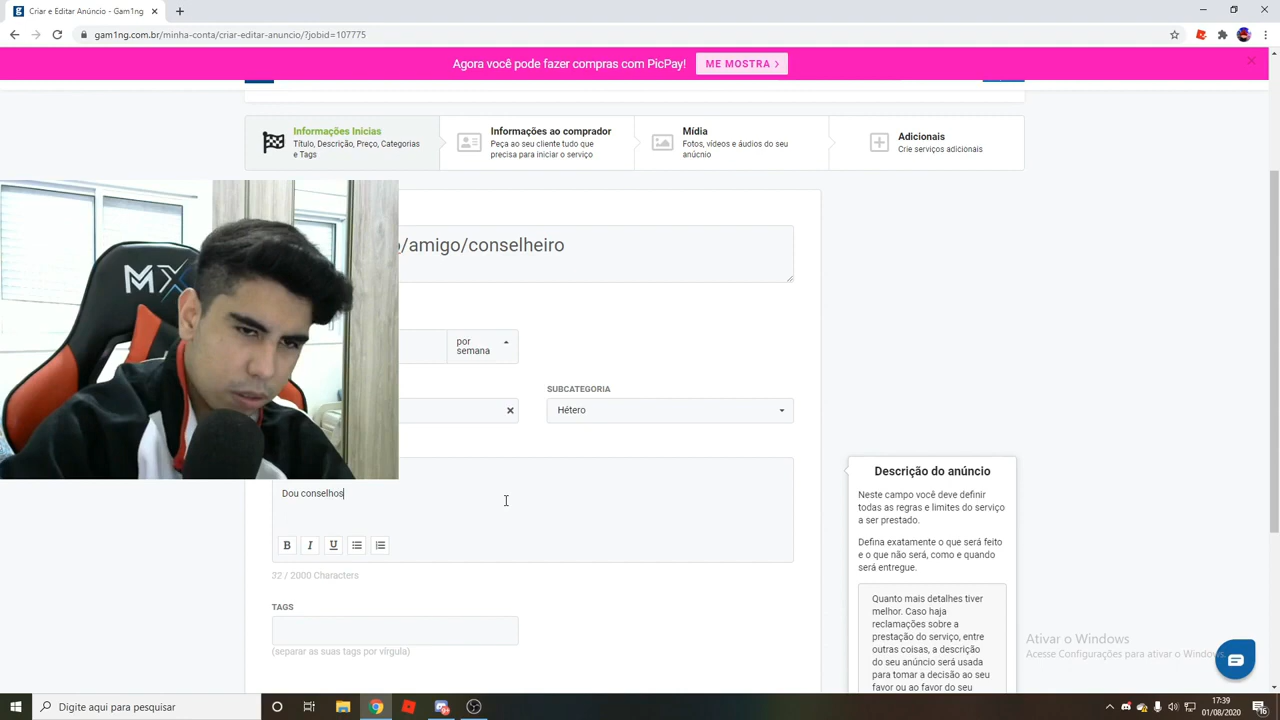 Criar e Editar Anúncio - Gam1ng
gam1ng.com.br/minha-conta/criar-editar-anuncio/?jobid=107775
Agora você pode fazer compras com PicPay!
ME MOSTRA >
Informações Inicias
Título, Descrição, Preço, Categorias
e Tags
Informações ao comprador
Peça ao seu cliente tudo que
precisa para iniciar o serviço
Mídia
Fotos, vídeos e áudios do seu
anúncio
Adicionais
Crie serviços adicionais
/amigo/conselheiro
por
semana
SUBCATEGORIA
Hétero
MX
Dou conselhos
B I U
32 / 2000 Characters
TAGS
(separar as suas tags por vírgula)
Descrição do anúncio
Neste campo você deve definir
todas as regras e limites do serviço
a ser prestado.
Defina exatamente o que será feito
e o que não será, como e quando
será entregue.
Quanto mais detalhes tiver
melhor. Caso haja
reclamações sobre a
prestação do serviço, entre
outras coisas, a descrição
do seu anúncio será usada
para tomar a decisão ao seu
favor ou ao favor do seu
Ativar o Windows
Acesse Configurações para ativar o Windows.
Digite aqui para pesquisar
17:39
01/08/2020
16